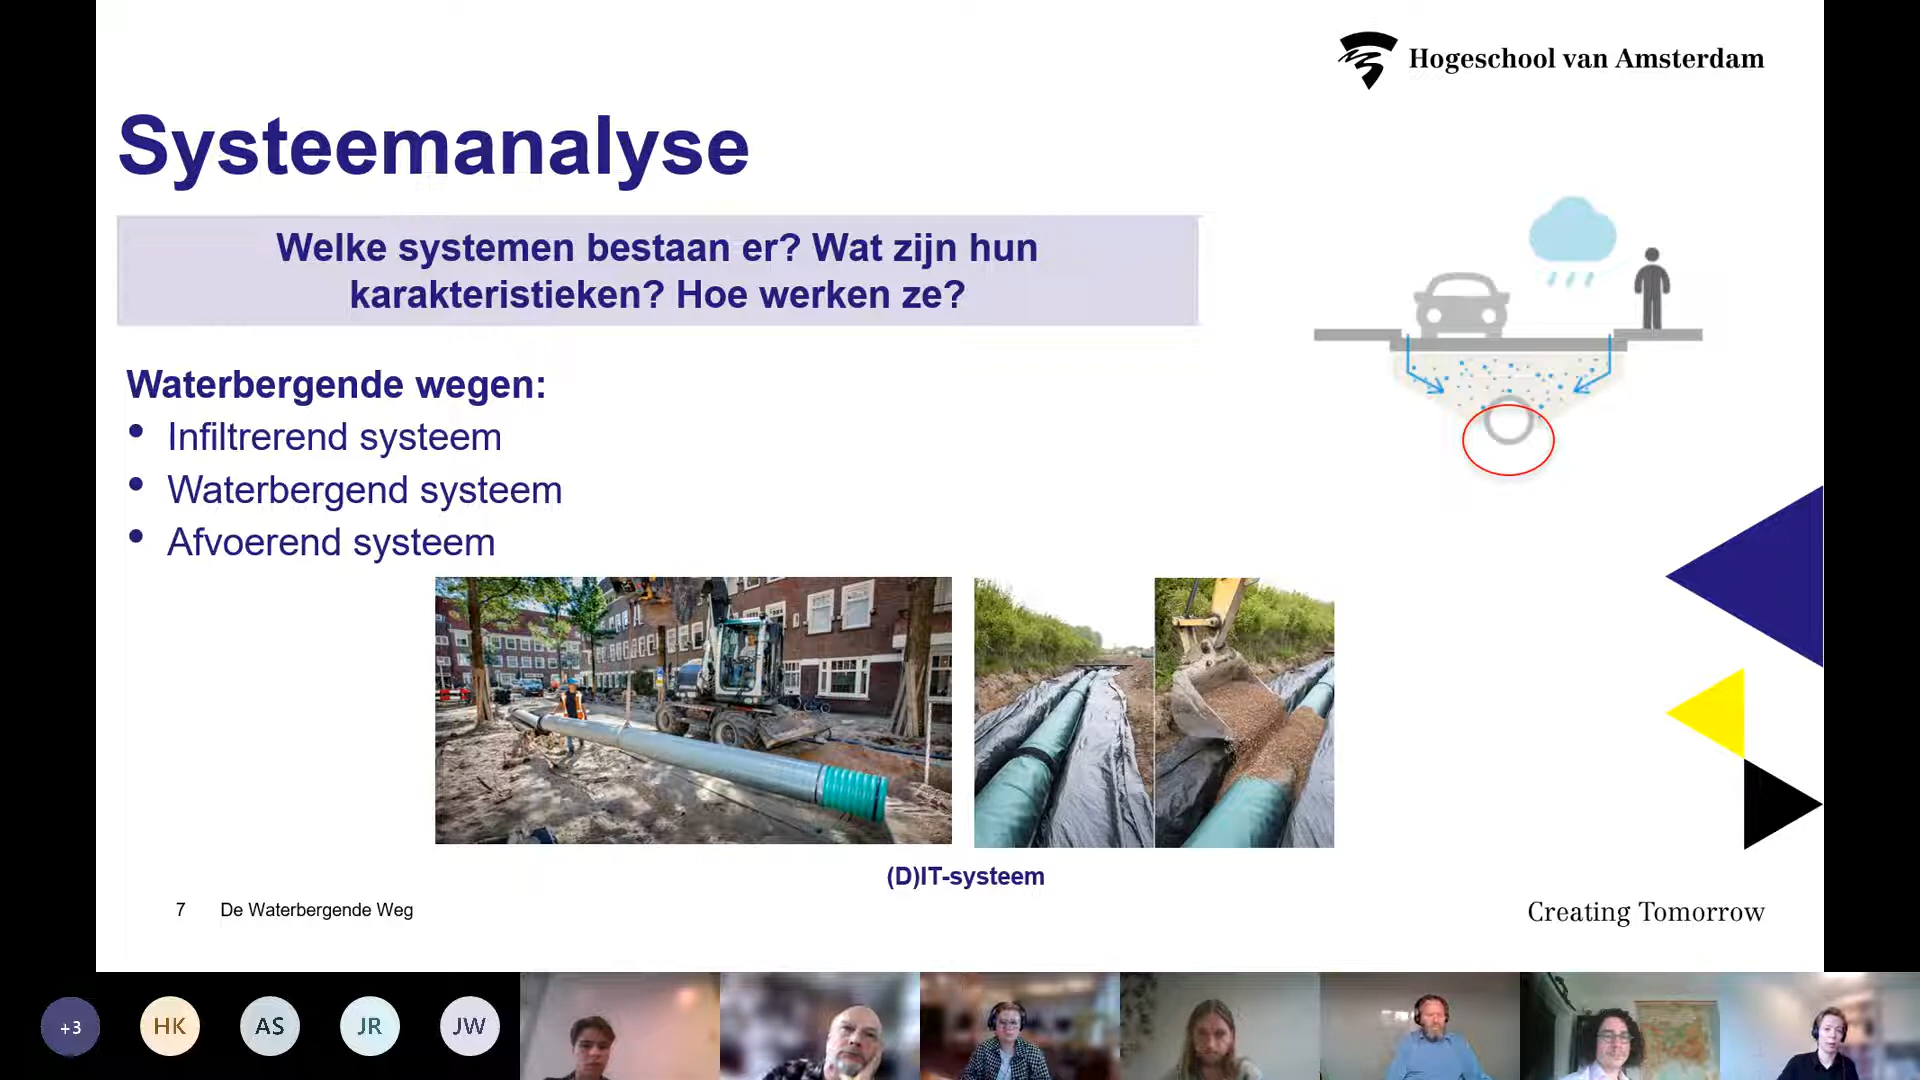 Hogeschool van Amsterdam
Systeemanalyse
Welke systemen bestaan er? Wat zijn hun
karakteristieken? Hoe werken ze?
Waterbergende wegen:
• Infiltrerend systeem
• Waterbergend systeem
• Afvoerend systeem
(D)IT-systeem
7 De Waterbergende Weg
Creating Tomorrow
+3
HK
AS
JR
JW